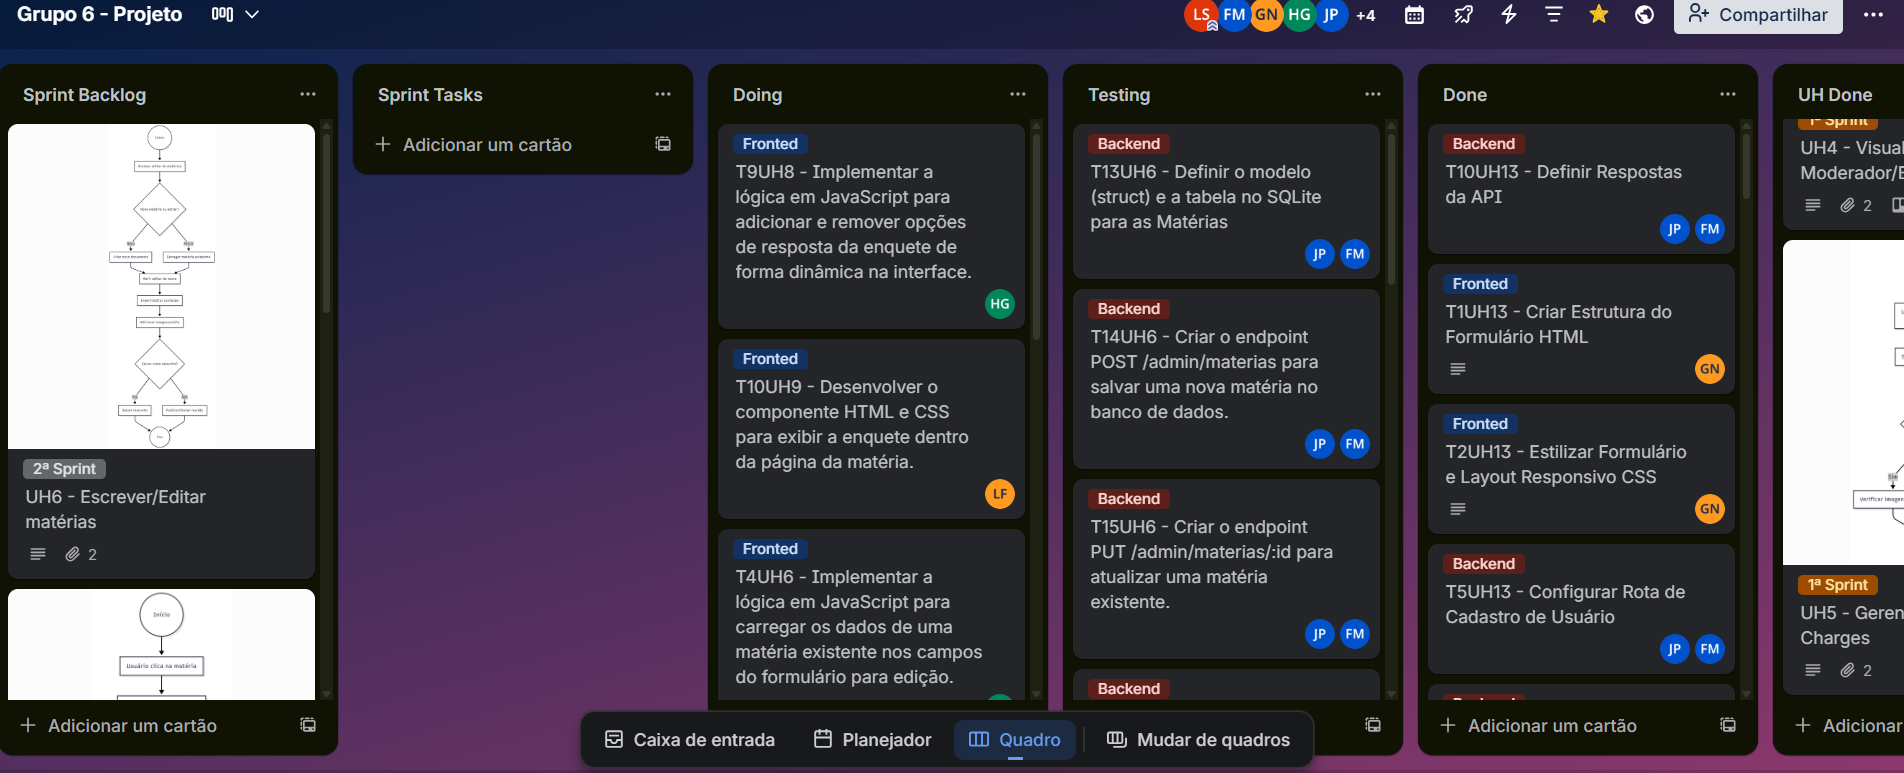 Grupo 6 - Projeto
LS FM GN HG JP +4
Compartilhar
Sprint Backlog
2ª Sprint
UH6 - Escrever/Editar
matérias
2
Início
Usuário clica na matéria
Adicionar um cartão
Sprint Tasks
Adicionar um cartão
Doing
Fronted
T9UH8 - Implementar a
lógica em JavaScript para
adicionar e remover opções
de resposta da enquete de
forma dinâmica na interface.
HG
Fronted
T10UH9 - Desenvolver o
componente HTML e CSS
para exibir a enquete dentro
da página da matéria.
LF
Fronted
T4UH6 - Implementar a
lógica em JavaScript para
carregar os dados de uma
matéria existente nos campos
do formulário para edição.
Testing
Backend
T13UH6 - Definir o modelo
(struct) e a tabela no SQLite
para as Matérias
JP FM
Backend
T14UH6 - Criar o endpoint
POST /admin/materias para
salvar uma nova matéria no
banco de dados.
JP FM
Backend
T15UH6 - Criar o endpoint
PUT /admin/materias/:id para
atualizar uma matéria
existente.
JP FM
Backend
Done
Backend
T10UH13 - Definir Respostas
da API
JP FM
Fronted
T1UH13 - Criar Estrutura do
Formulário HTML
GN
Fronted
T2UH13 - Estilizar Formulário
e Layout Responsivo CSS
GN
Backend
T5UH13 - Configurar Rota de
Cadastro de Usuário
JP FM
Adicionar um cartão
UH Done
1ª Sprint
UH4 - Visual
Moderador/E
2
1ª Sprint
UH5 - Geren
Charges
2
Adicionar
Caixa de entrada
Planejador
Quadro
Mudar de quadros